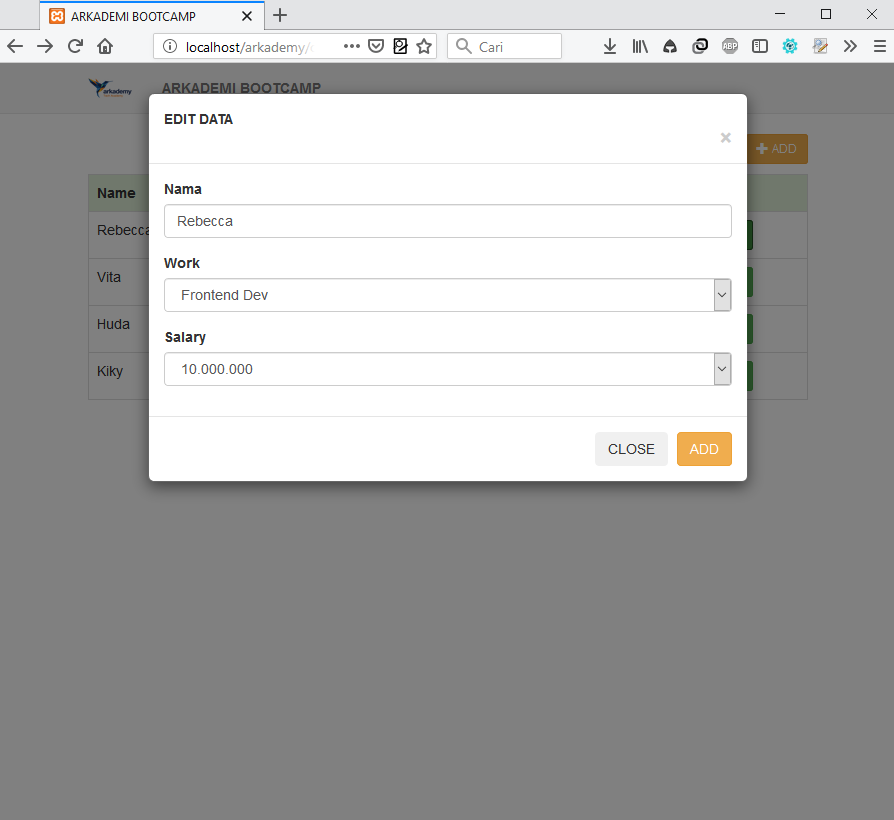 ARKADEMI BOOTCAMP
localhost/arkademy/
Cari
ABP
arkademy
ARKADEMI BOOTCAMP
ADD
Name
Rebecca
Vita
Huda
Kiky
EDIT DATA
×
Nama
Rebecca
Work
Frontend Dev
Salary
10.000.000
CLOSE
ADD